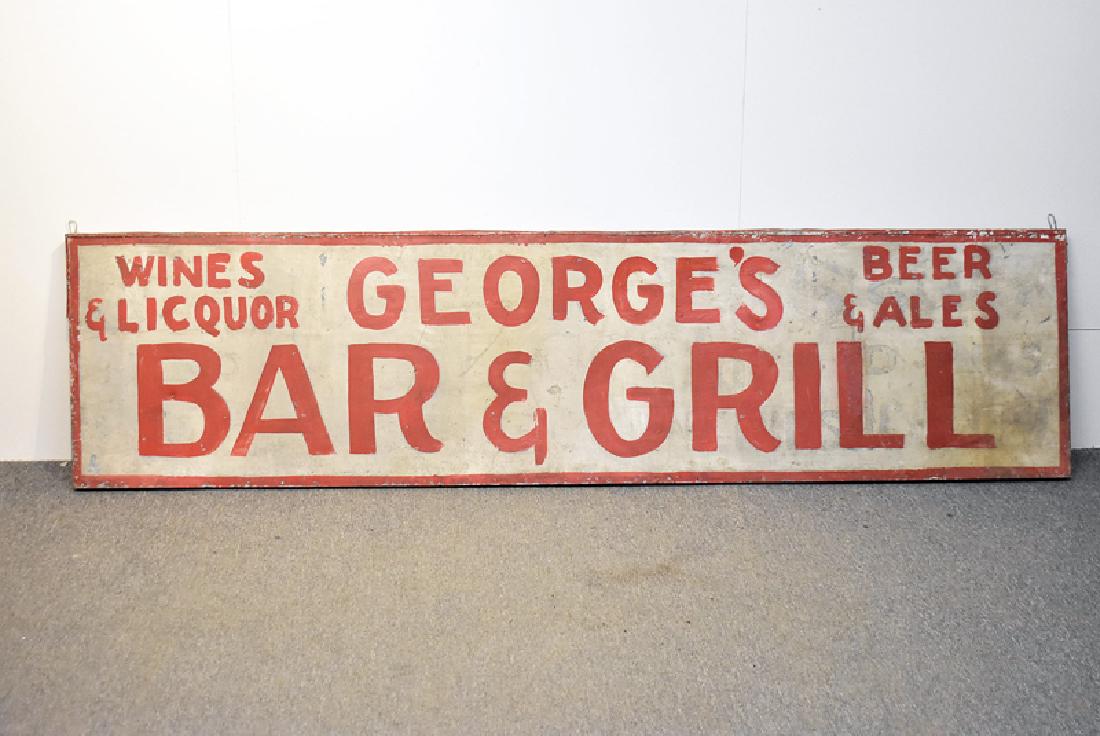 WINES
& LICQUOR
GEORGE'S
BEER
& ALES
BAR & GRILL